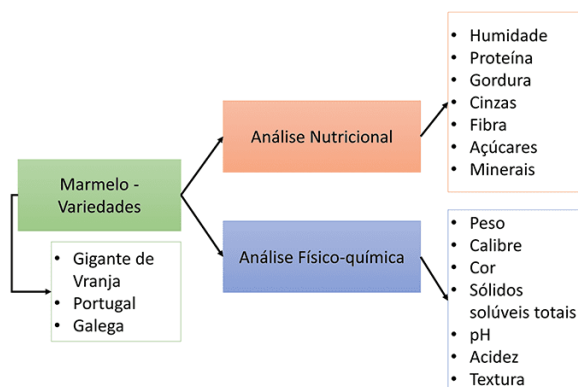 Marmelo -
Variedades
• Gigante de
Vranja
• Portugal
• Galega
Análise Nutricional
• Humidade
• Proteína
• Gordura
• Cinzas
• Fibra
• Açúcares
• Minerais
Análise Físico-química
• Peso
• Calibre
• Cor
• Sólidos
solúveis totais
• pH
• Acidez
• Textura